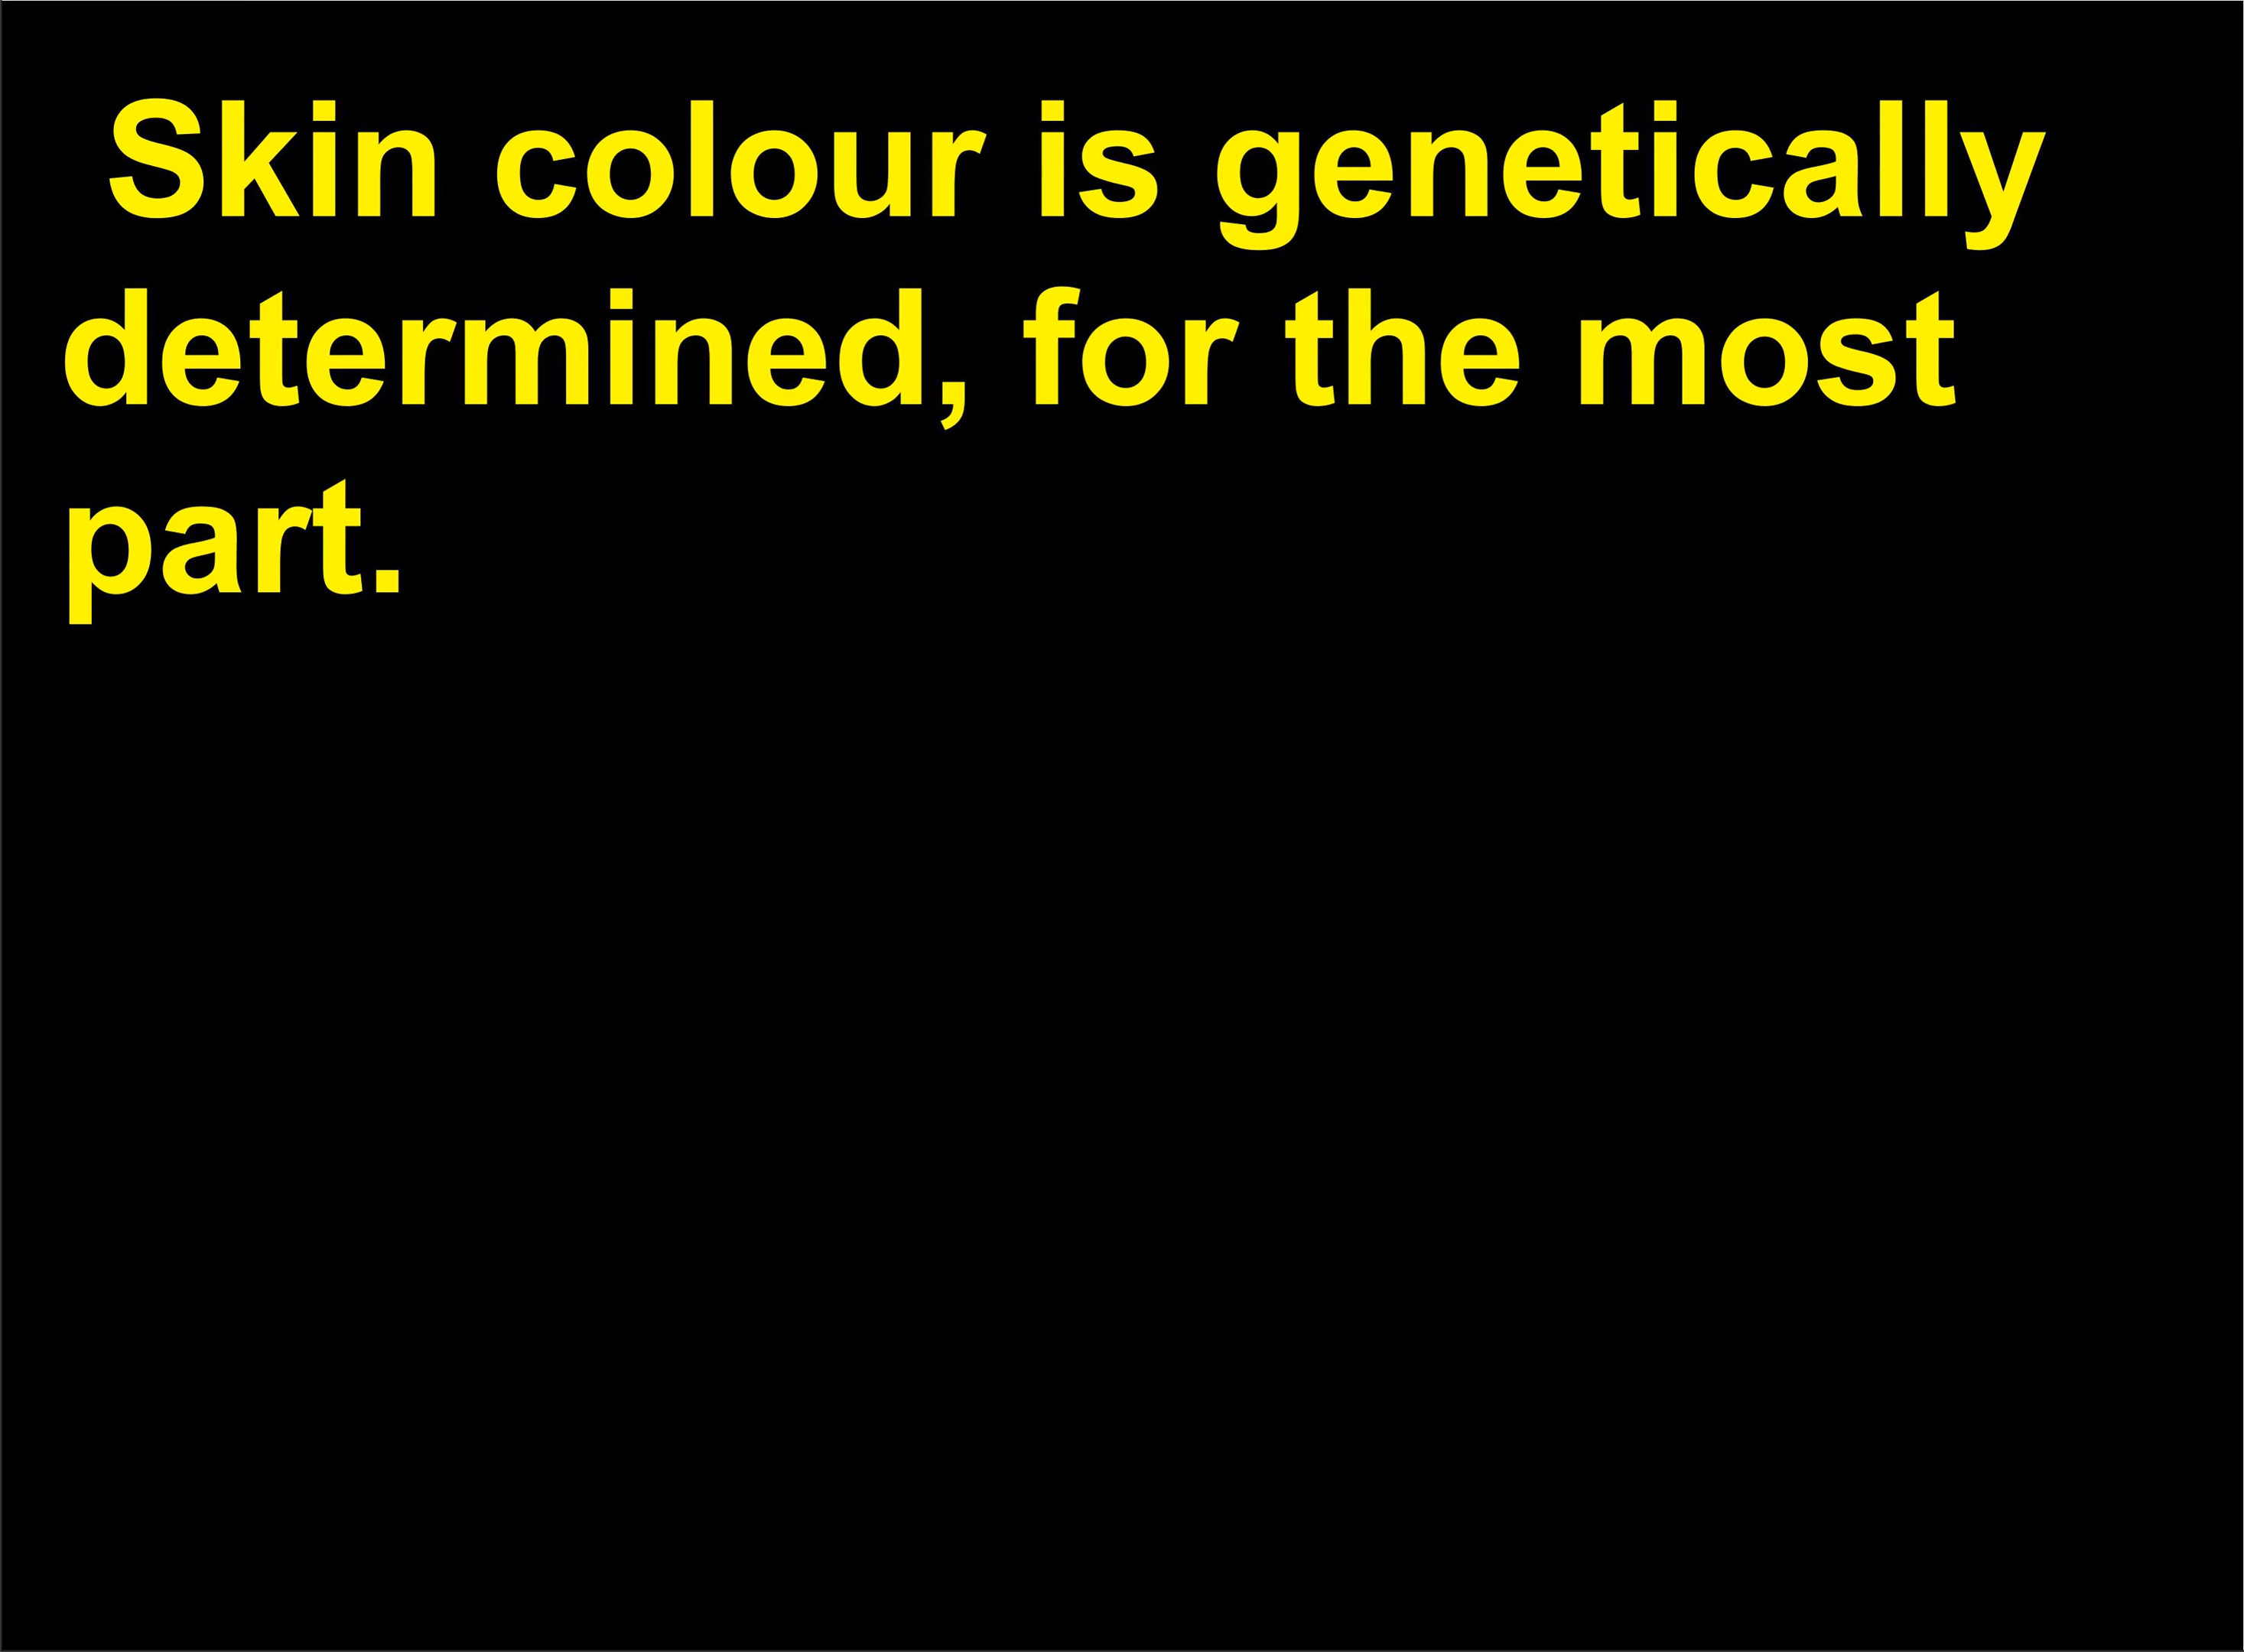 Skin colour is genetically
determined, for the most
part.